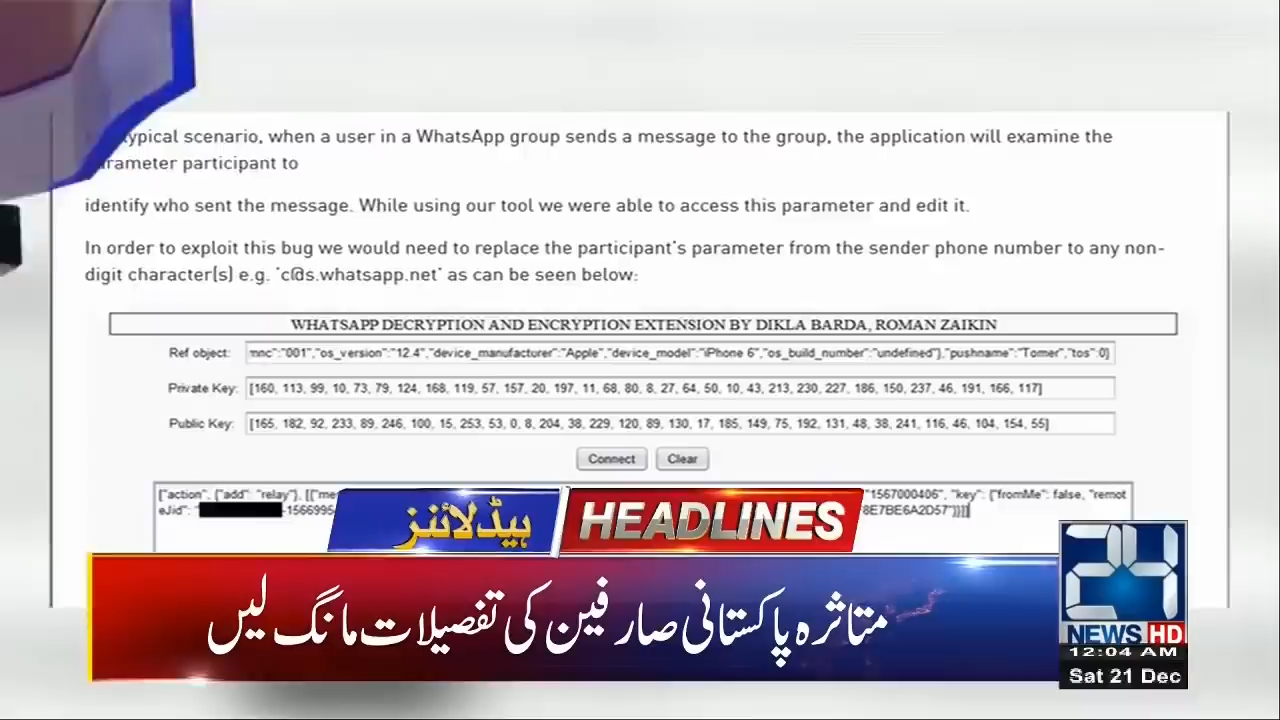 ypical scenario, when a user in a WhatsApp group sends a message to the group, the application will examine the
rameter participant to
identify who sent the message. While using our tool we were able to access this parameter and edit it.
In order to exploit this bug we would need to replace the participant's parameter from the sender phone number to any non-
digit character(s) e.g. 'c@s.whatsapp.net' as can be seen below:
WHATSAPP DECRYPTION AND ENCRYPTION EXTENSION BY DIKLA BARDA, ROMAN ZAIKIN
Ref object: mnc":"001","os_version":"12.4","device_manufacturer":"Apple","device_model":"iPhone 6","os_build_number":"undefined"},"pushname":"Tomer","tos":0}
Private Key: [160, 113, 99, 10, 73, 79, 124, 168, 119, 57, 157, 20, 197, 11, 68, 80, 8, 27, 64, 50, 10, 43, 213, 230, 227, 186, 150, 237, 46, 191, 166, 117]
Public Key: [165, 182, 92, 233, 89, 246, 100, 15, 253, 53, 0, 8, 204, 38, 229, 120, 89, 130, 17, 185, 149, 75, 192, 131, 48, 38, 241, 116, 46, 104, 154, 55]
Connect Clear
["action", {"add": "relay"}, [{"me "1567000406", "key": {"fromMe": false, "remot
eJid": " -1566995 8E7BE6A2D57"}}]]
ہیڈلائنز HEADLINES
متاثرہ پاکستانی صارفین کی تفصیلات مانگ لیں
24
NEWS HD
12:04 AM
Sat 21 Dec